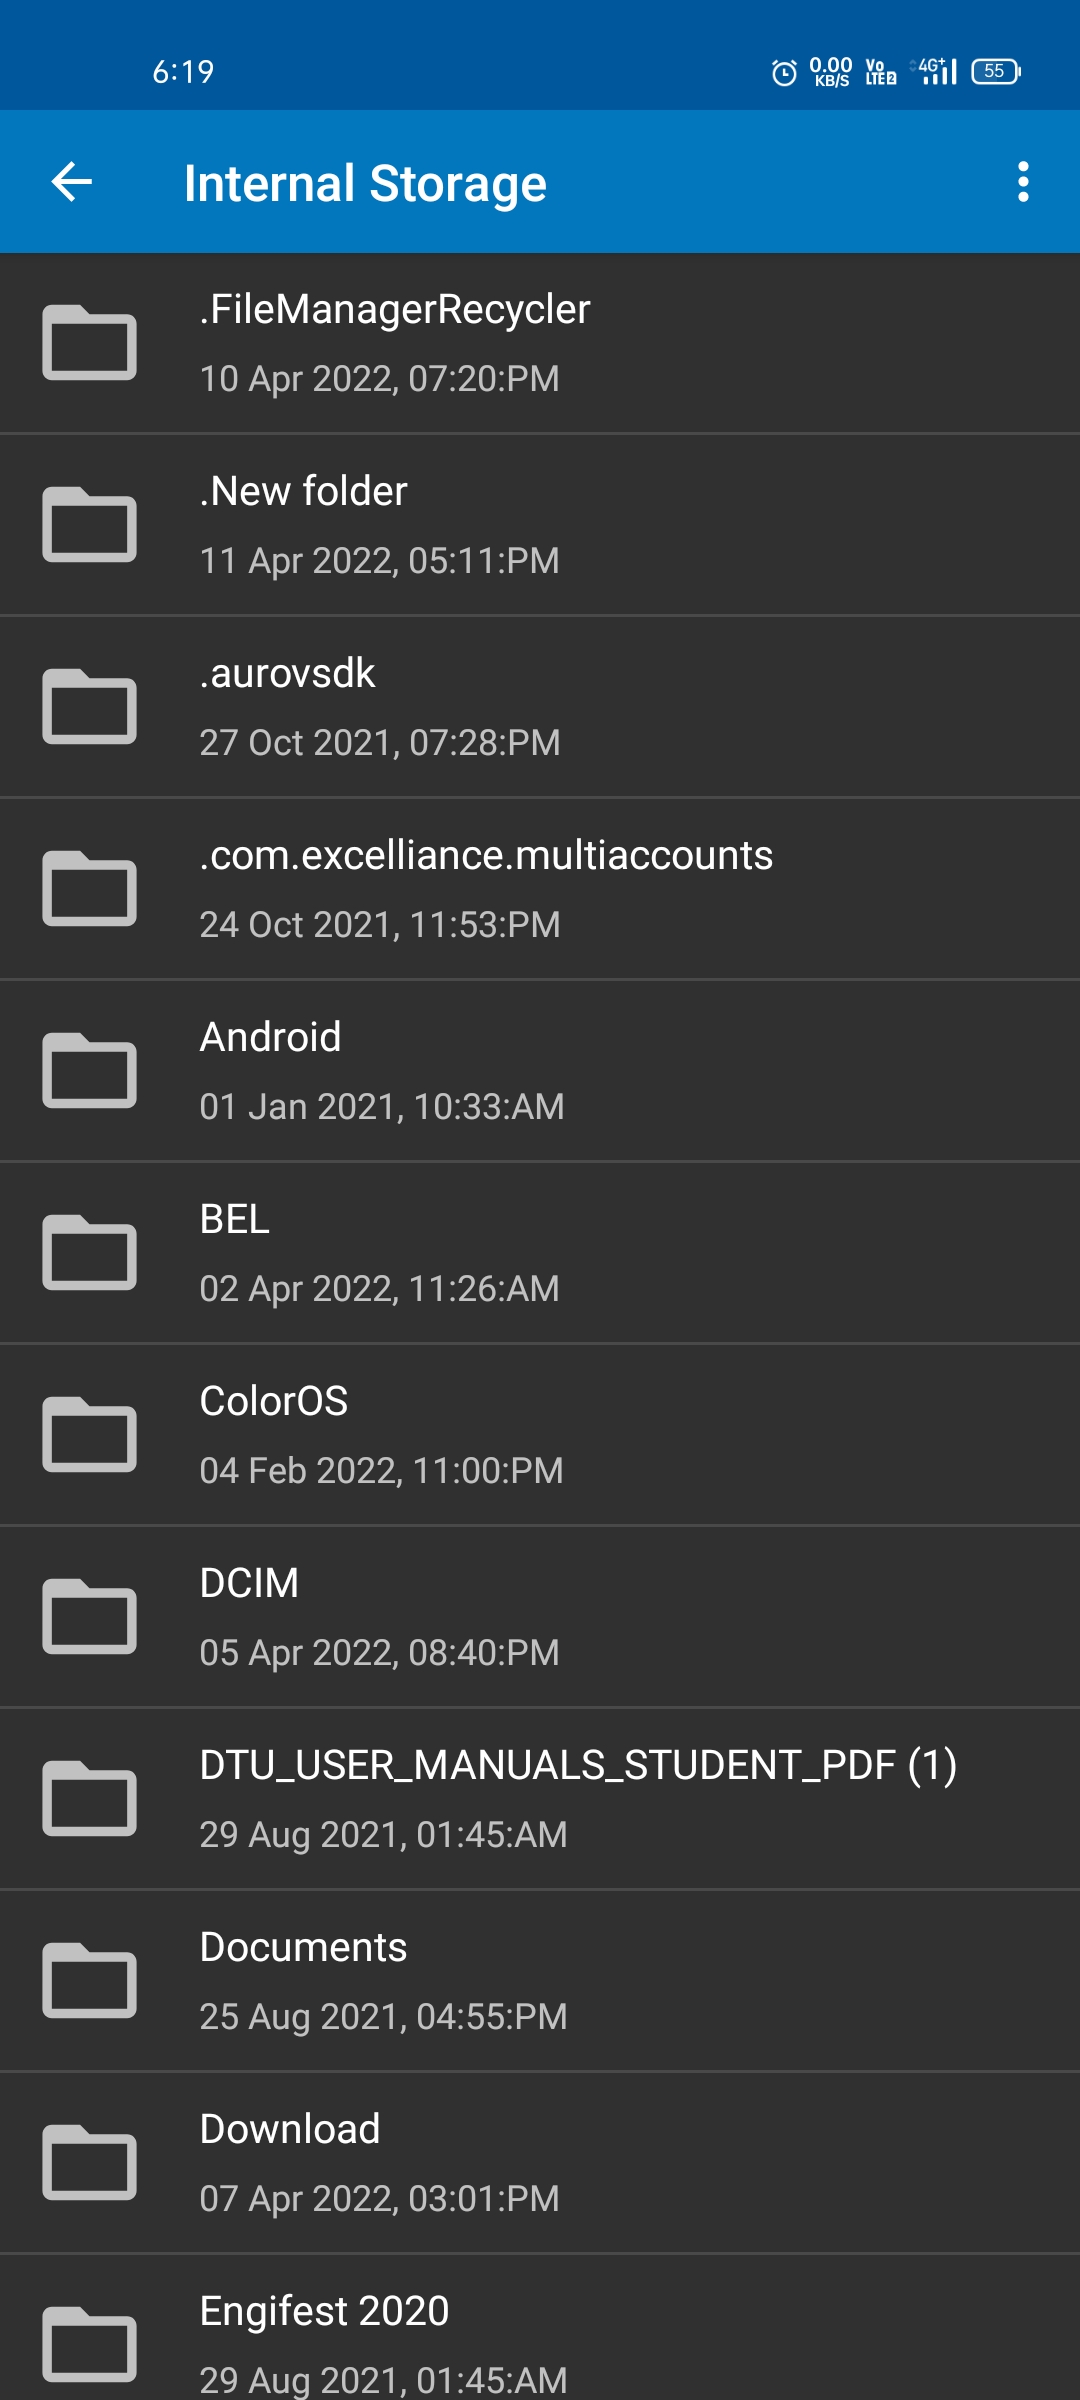 6:19
0.00 KB/S Vo LTE 2 4G+ 55
Internal Storage
.FileManagerRecycler
10 Apr 2022, 07:20:PM
.New folder
11 Apr 2022, 05:11:PM
.aurovsdk
27 Oct 2021, 07:28:PM
.com.excelliance.multiaccounts
24 Oct 2021, 11:53:PM
Android
01 Jan 2021, 10:33:AM
BEL
02 Apr 2022, 11:26:AM
ColorOS
04 Feb 2022, 11:00:PM
DCIM
05 Apr 2022, 08:40:PM
DTU_USER_MANUALS_STUDENT_PDF (1)
29 Aug 2021, 01:45:AM
Documents
25 Aug 2021, 04:55:PM
Download
07 Apr 2022, 03:01:PM
Engifest 2020
29 Aug 2021, 01:45:AM